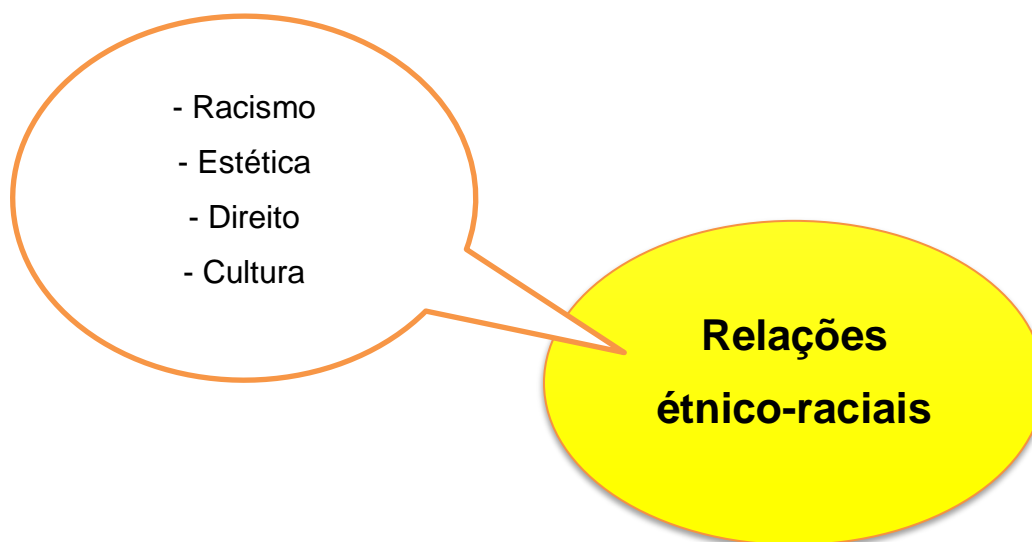 - Racismo
- Estética
- Direito
- Cultura
Relações
étnico-raciais